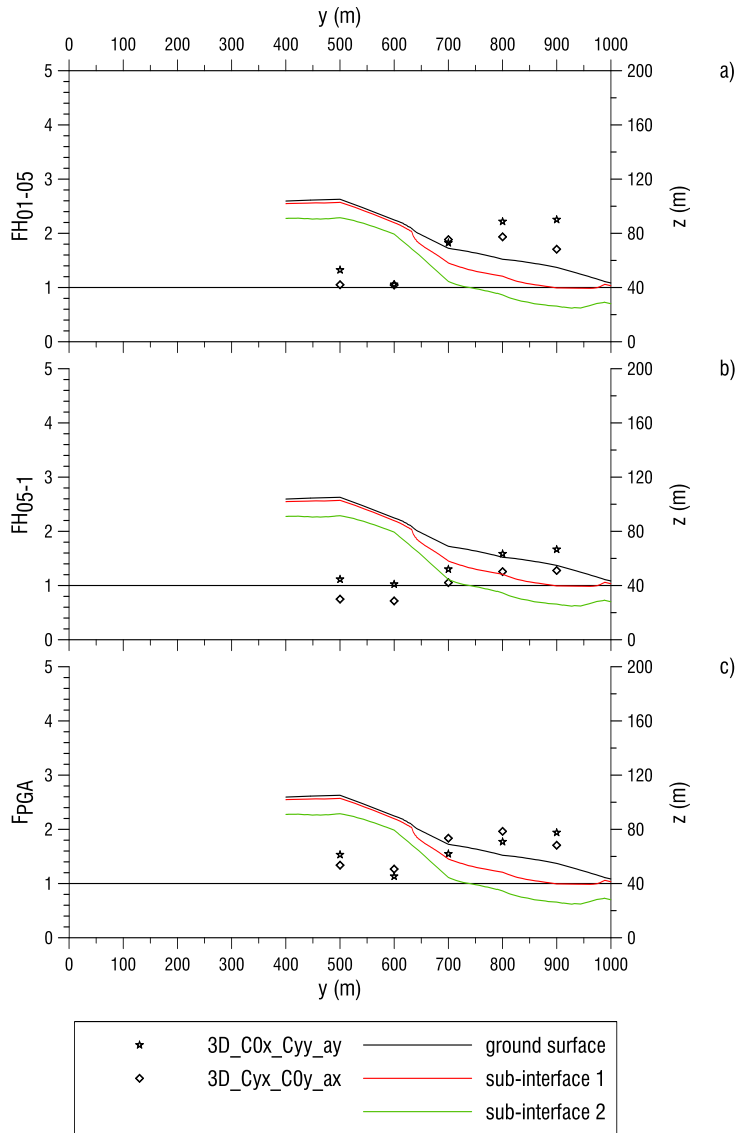 y (m)
0 100 200 300 400 500 600 700 800 900 1000
a)
5 4 3 2 1 0
FH01-05
200 160 120 80 40 0
z (m)
b)
5 4 3 2 1 0
FH05-1
200 160 120 80 40 0
z (m)
c)
5 4 3 2 1 0
FPGA
200 160 120 80 40 0
z (m)
0 100 200 300 400 500 600 700 800 900 1000
y (m)
3D_C0x_Cyy_ay ground surface
3D_Cyx_C0y_ax sub-interface 1
sub-interface 2